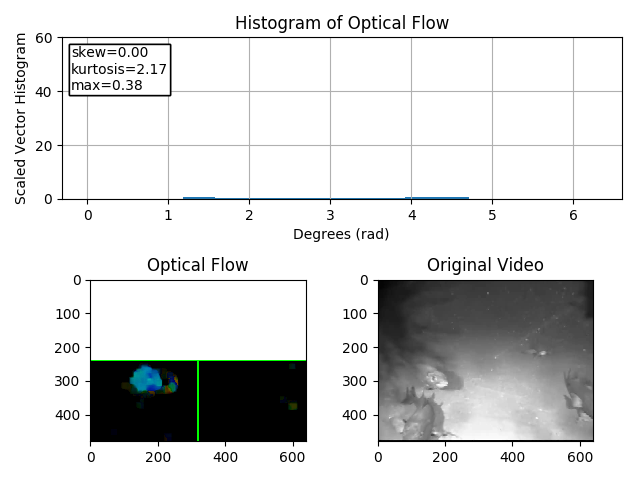 Histogram of Optical Flow
skew=0.00
kurtosis=2.17
max=0.38
Scaled Vector Histogram
60
40
20
0
0 1 2 3 4 5 6
Degrees (rad)
Optical Flow
0
100
200
300
400
0 200 400 600
Original Video
0
100
200
300
400
0 200 400 600